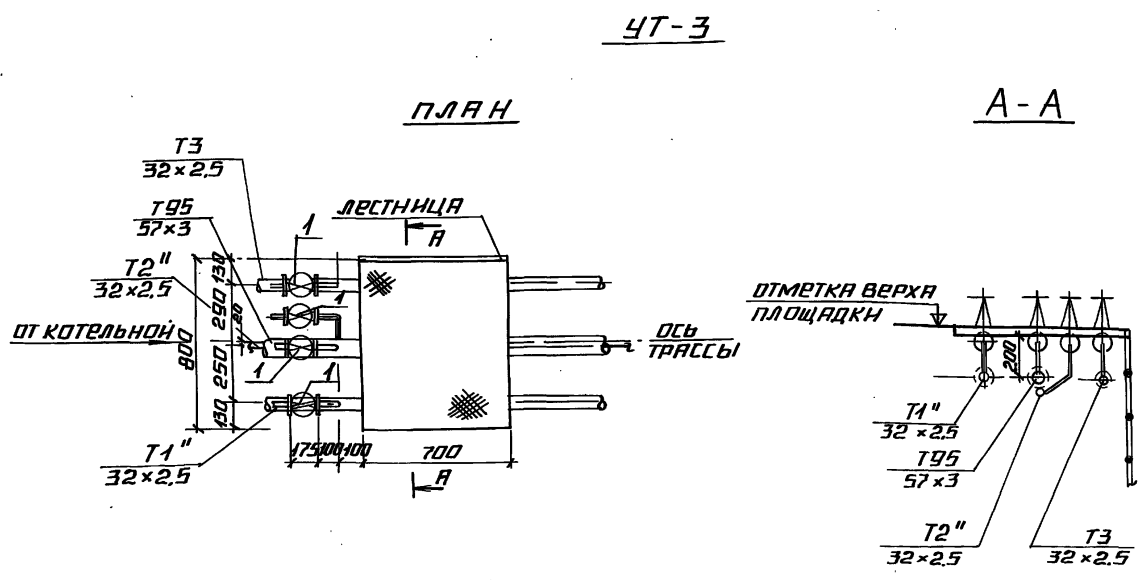 УТ-3
ПЛАН
А-А
Т3
32×2,5
Т95
57×3
Т2"
32×2,5
ОТ КОТЕЛЬНОЙ
ЛЕСТНИЦА
1
А
1
1
1
130
290
20
800
250
130
ОСЬ
ТРАССЫ
Т1"
32×2,5
175 100 100 700
А
ОТМЕТКА ВЕРХА
ПЛОЩАДКИ
200
Т1"
32×2,5
Т95
57×3
Т2"
32×2,5
Т3
32×2,5